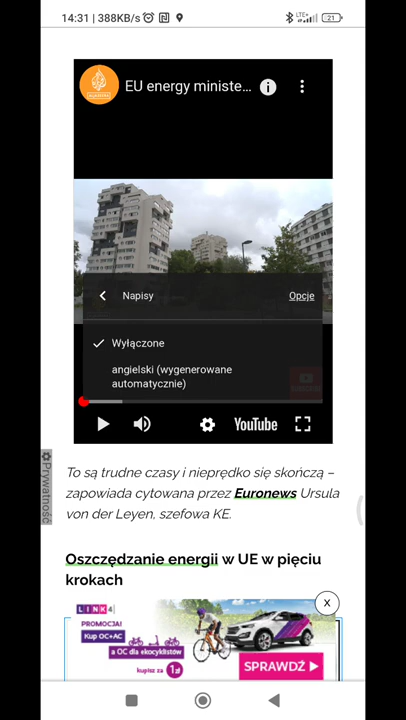 14:31 | 388KB/s
LTE+
21
EU energy ministe...
Napisy
Opcje
Wyłączone
angielski (wygenerowane
automatycznie)
YouTube
Prywatność
To są trudne czasy i nieprędko się skończą –
zapowiada cytowana przez Euronews Ursula
von der Leyen, szefowa KE.
Oszczędzanie energii w UE w pięciu
krokach
X
LINK4
PROMOCJA!
Kup OC+AC
a OC dla ekocyklistów
kupisz za 1zł
SPRAWDŹ